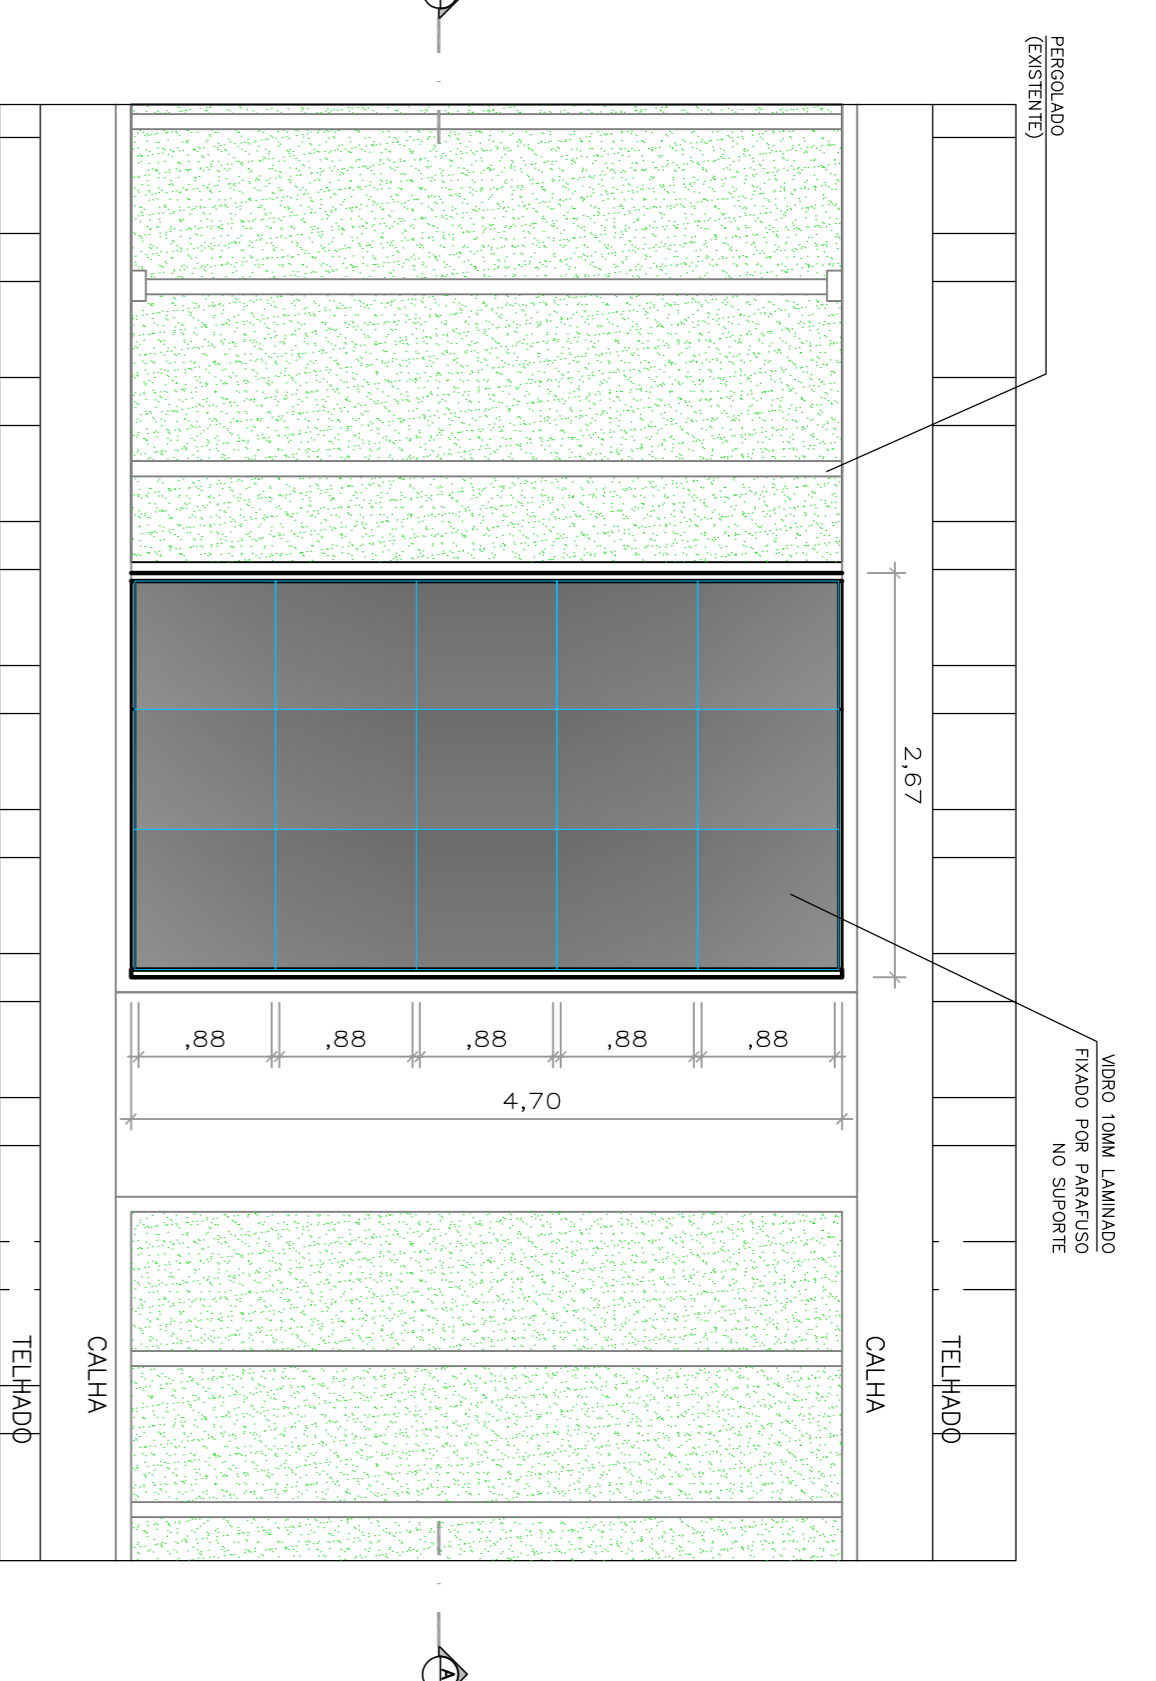 PERGOLADO
(EXISTENTE)
2,67
VIDRO 10MM LAMINADO
FIXADO POR PARAFUSO
NO SUPORTE
,88
,88
,88
,88
,88
4,70
TELHADO
CALHA
CALHA
TELHADO
A